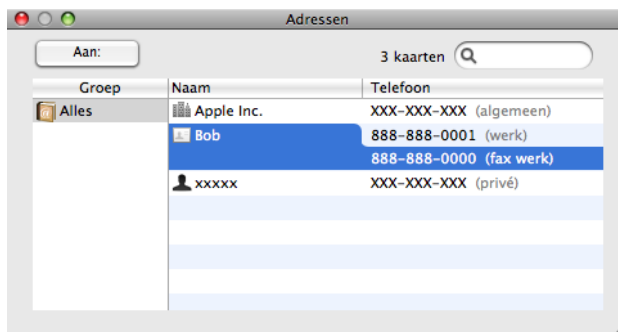 Adressen
Aan:
3 kaarten
Groep Naam Telefoon
Alles Apple Inc. XXX-XXX-XXX (algemeen)
Bob 888-888-0001 (werk)
888-888-0000 (fax werk)
xxxxx XXX-XXX-XXX (privé)